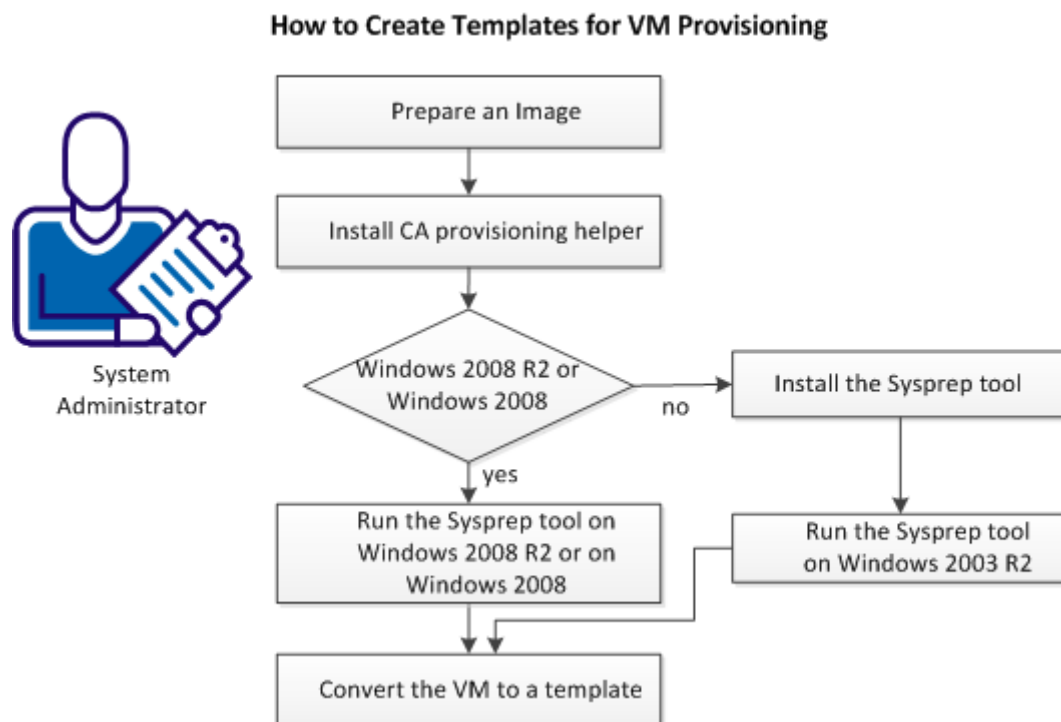 How to Create Templates for VM Provisioning
Prepare an Image
Install CA provisioning helper
System
Administrator
Windows 2008 R2 or
Windows 2008
no
Install the Sysprep tool
yes
Run the Sysprep tool on
Windows 2008 R2 or on
Windows 2008
Run the Sysprep tool
on Windows 2003 R2
Convert the VM to a template